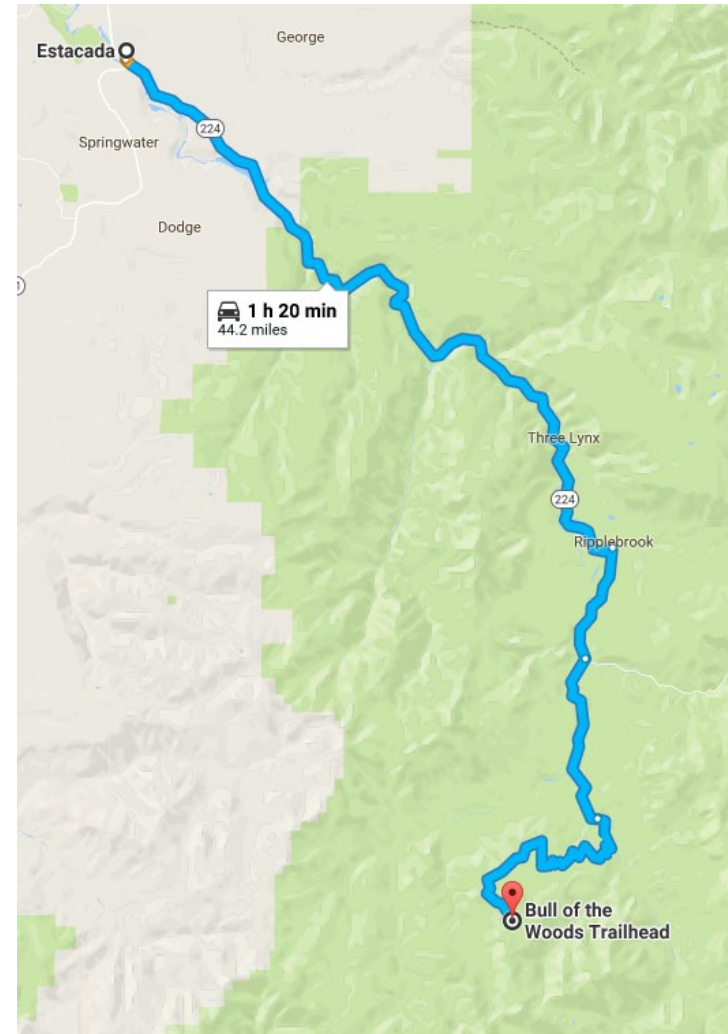 George
Estacada
224
Springwater
Dodge
1 h 20 min
44.2 miles
Three Lynx
224
Ripplebrook
Bull of the
Woods Trailhead